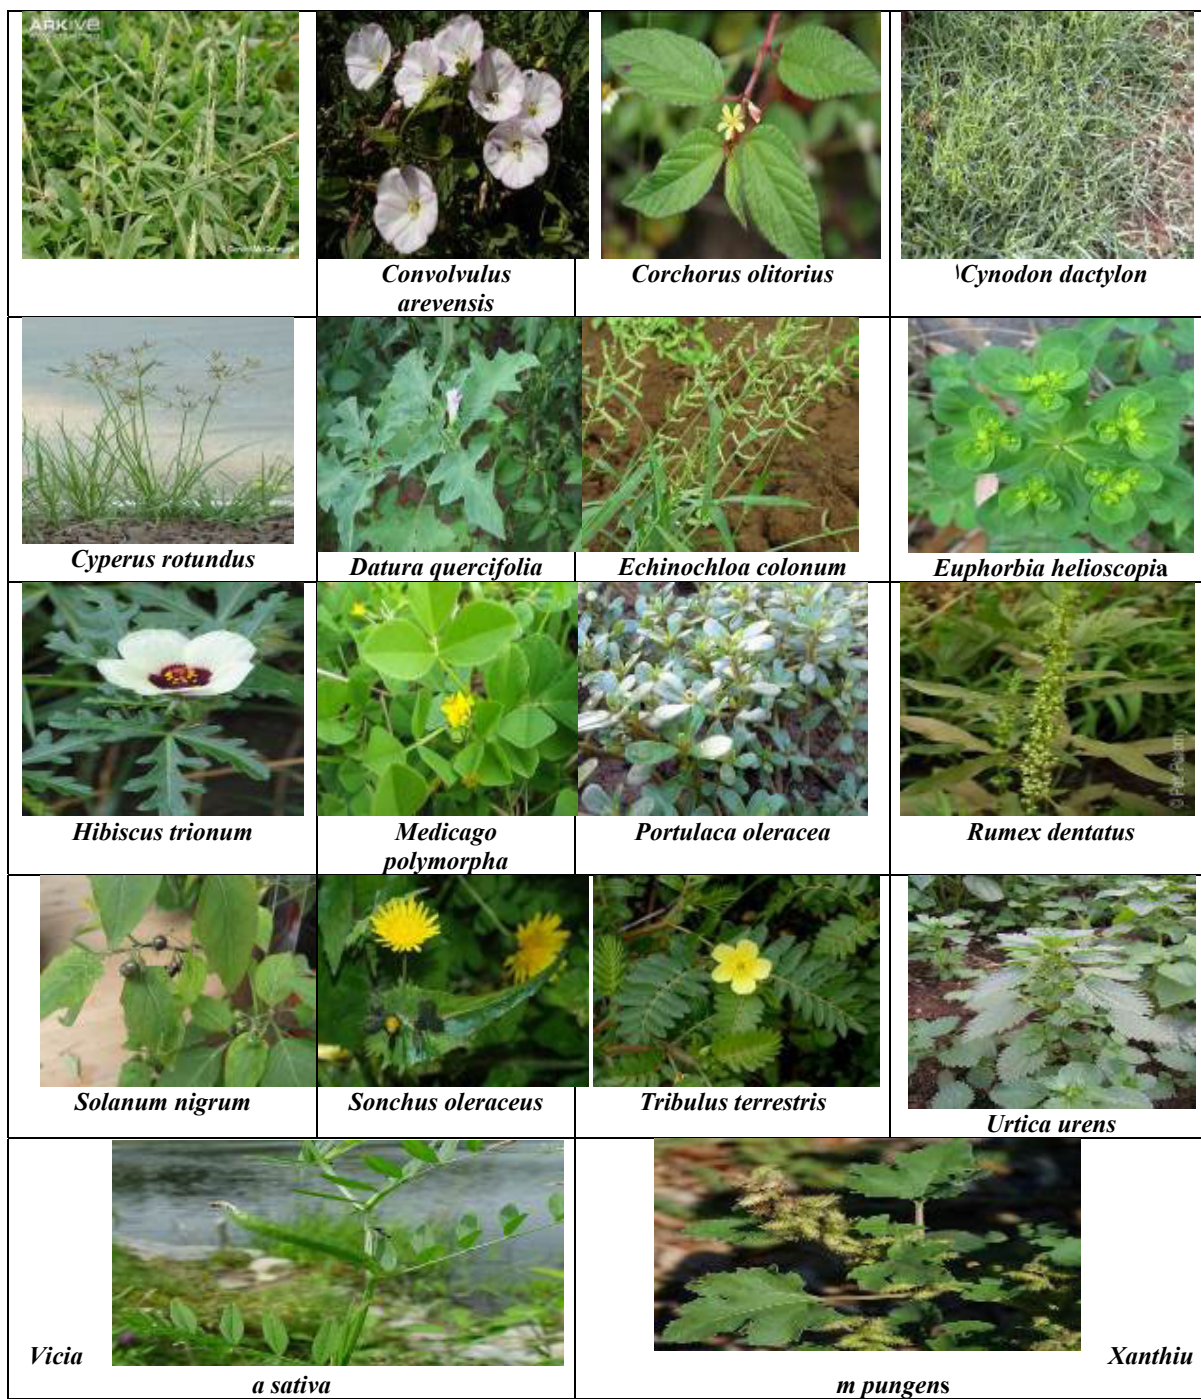 ARKIVE
Convolvulus
arevensis
Corchorus olitorius
\Cynodon dactylon
Cyperus rotundus
Datura quercifolia
Echinochloa colonum
Euphorbia helioscopia
Hibiscus trionum
Medicago
polymorpha
Portulaca oleracea
Rumex dentatus
Solanum nigrum
Sonchus oleraceus
Tribulus terrestris
Urtica urens
Vicia
a sativa
Xanthiu
m pungens